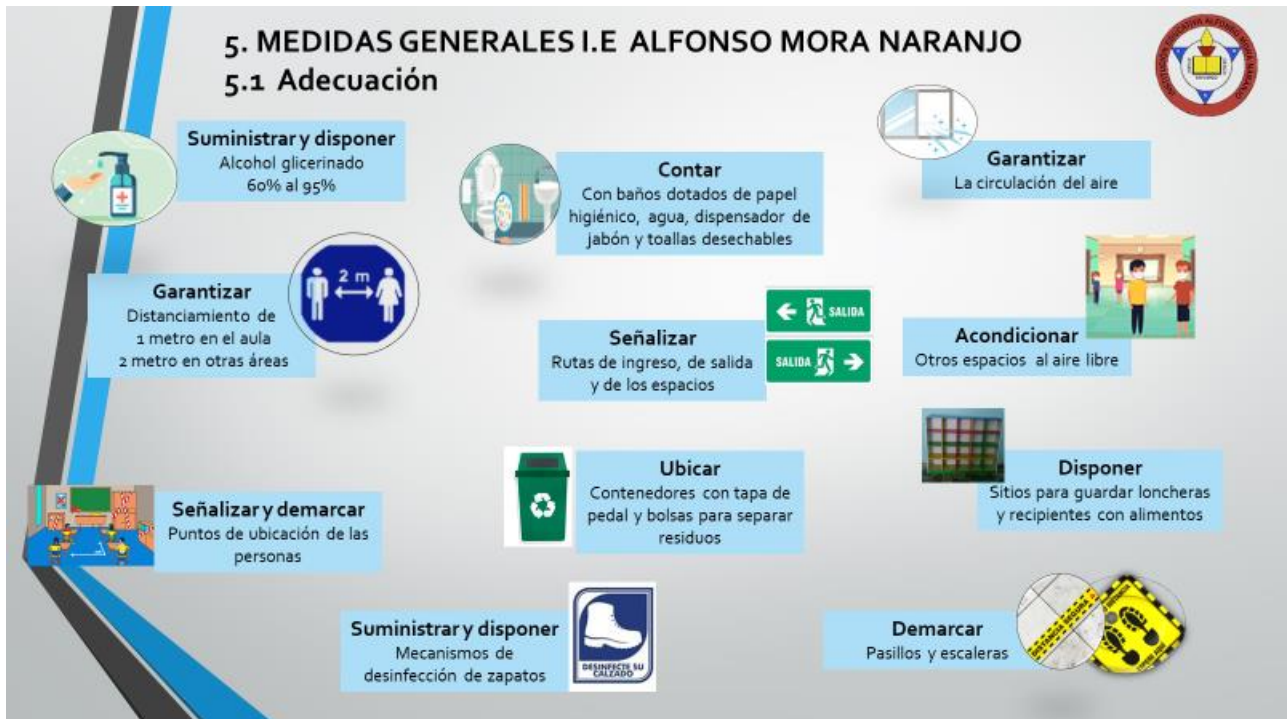 5. MEDIDAS GENERALES I.E ALFONSO MORA NARANJO
5.1 Adecuación
INSTITUCIÓN EDUCATIVA ALFONSO MORA NARANJO
Suministrar y disponer
Alcohol glicerinado
60% al 95%
Contar
Con baños dotados de papel
higiénico, agua, dispensador de
jabón y toallas desechables
Garantizar
La circulación del aire
Garantizar
Distanciamiento de
1 metro en el aula
2 metro en otras áreas
2 m
Señalizar
Rutas de ingreso, de salida
y de los espacios
SALIDA
SALIDA
Acondicionar
Otros espacios al aire libre
Señalizar y demarcar
Puntos de ubicación de las
personas
Ubicar
Contenedores con tapa de
pedal y bolsas para separar
residuos
Disponer
Sitios para guardar loncheras
y recipientes con alimentos
Suministrar y disponer
Mecanismos de
desinfección de zapatos
DESINFECTE SU
CALZADO
Demarcar
Pasillos y escaleras